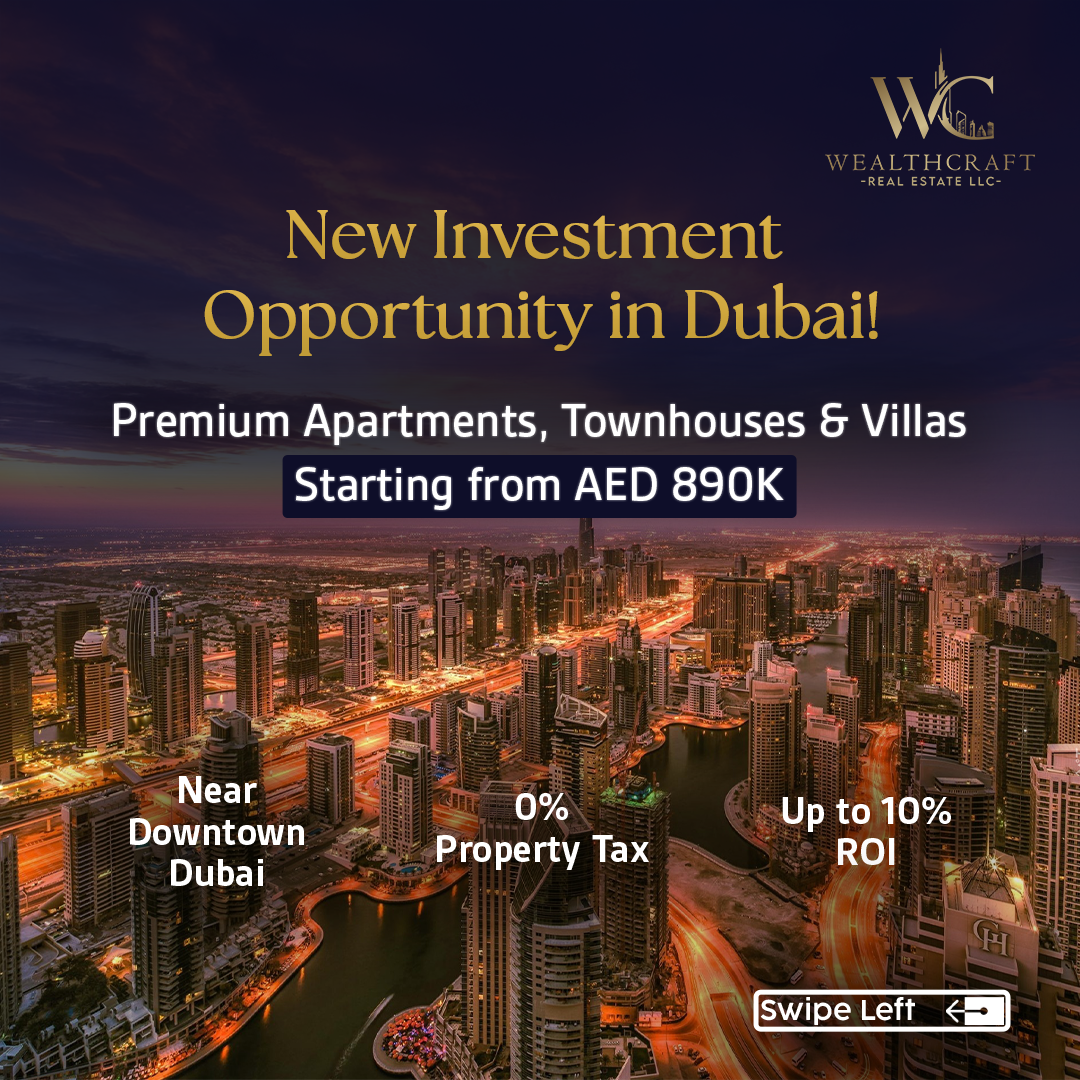 WC
WEALTHCRAFT
-REAL ESTATE LLC-
New Investment
Opportunity in Dubai!
Premium Apartments, Townhouses & Villas
Starting from AED 890K
Near
Downtown
Dubai
0%
Property Tax
Up to 10%
ROI
GH
Swipe Left